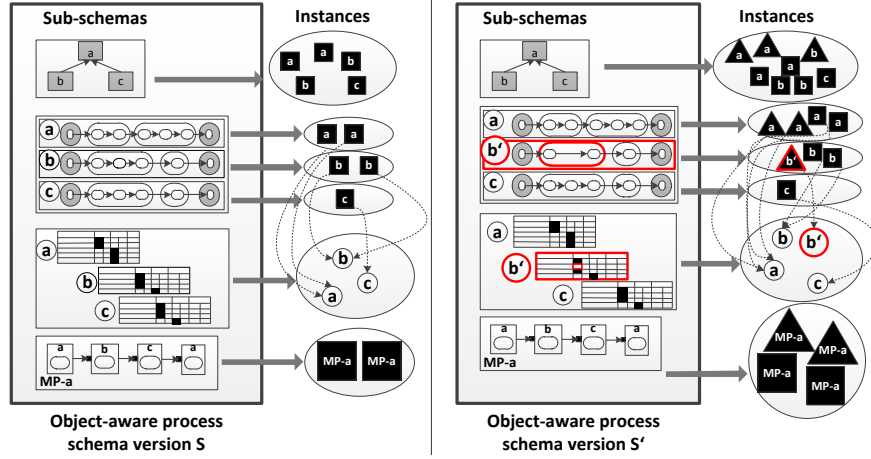 Sub-schemas
Instances
a
b
c
a
a
a
b
b
c
a
a
a
b
b
b
c
c
a
b
c
b
a
c
a
b
c
a
MP-a
MP-a
MP-a
Object-aware process
schema version S
Sub-schemas
Instances
a
b
c
a
a
b
a
a
b
b
c
a
a
a
a
a
b‘
b‘
b
b
c
c
a
b‘
c
b
b‘
a
c
a
b
c
a
MP-a
MP-a
MP-a
MP-a
MP-a
Object-aware process
schema version S‘